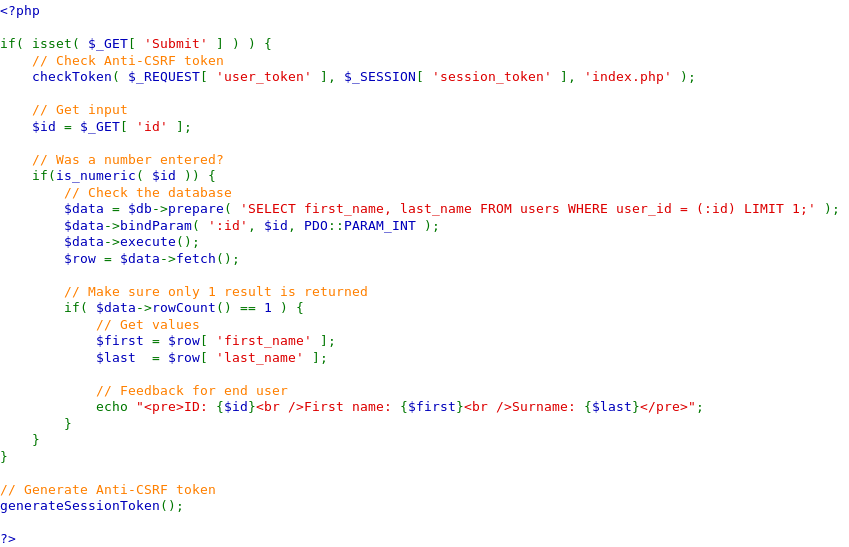 <?php

if( isset( $_GET[ 'Submit' ] ) ) {
    // Check Anti-CSRF token
    checkToken( $_REQUEST[ 'user_token' ], $_SESSION[ 'session_token' ], 'index.php' );

    // Get input
    $id = $_GET[ 'id' ];

    // Was a number entered?
    if(is_numeric( $id )) {
        // Check the database
        $data = $db->prepare( 'SELECT first_name, last_name FROM users WHERE user_id = (:id) LIMIT 1;' );
        $data->bindParam( ':id', $id, PDO::PARAM_INT );
        $data->execute();
        $row = $data->fetch();

        // Make sure only 1 result is returned
        if( $data->rowCount() == 1 ) {
            // Get values
            $first = $row[ 'first_name' ];
            $last  = $row[ 'last_name' ];

            // Feedback for end user
            echo "<pre>ID: {$id}<br />First name: {$first}<br />Surname: {$last}</pre>";
        }
    }
}

// Generate Anti-CSRF token
generateSessionToken();

?>